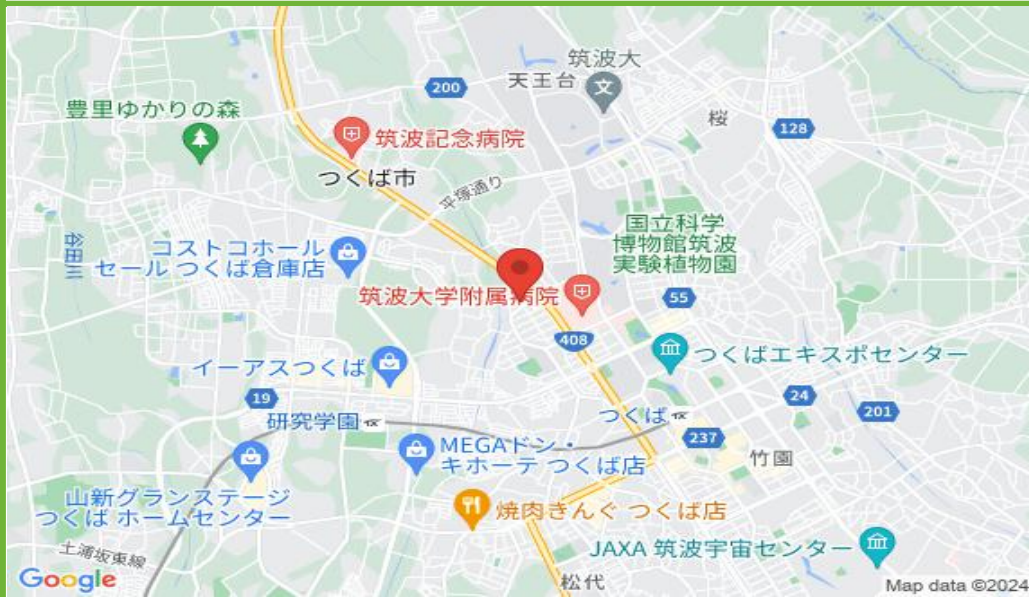 200
筑波大
天王台
豊里ゆかりの森
桜
128
筑波記念病院
つくば市
平塚通り
国立科学
博物館筑波
実験植物園
谷田川
コストコホール
セール つくば倉庫店
筑波大学附属病院
55
408
つくばエキスポセンター
イーアスつくば
19
24
201
研究学園
つくば
237
MEGAドン・
キホーテ つくば店
竹園
山新グランステージ
つくば ホームセンター
焼肉きんぐ つくば店
土浦坂東線
JAXA 筑波宇宙センター
松代
Google
Map data ©2024